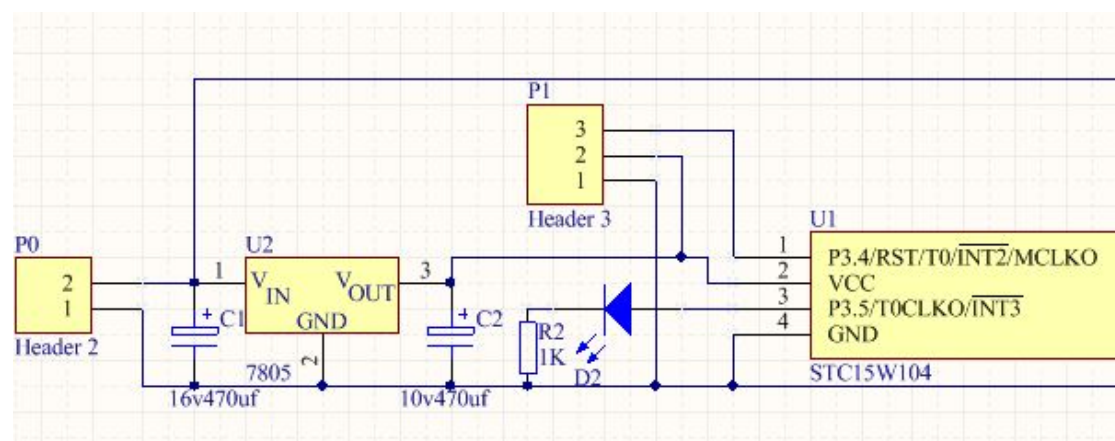 P1
3
2
1
Header 3
U1
P0
2
1
Header 2
U2
1
3
VIN
VOUT
GND
2
7805
C1
16v470uf
C2
10v470uf
R2
1K
D2
1
P3.4/RST/T0/INT2/MCLKO
2
VCC
3
P3.5/T0CLKO/INT3
4
GND
STC15W104